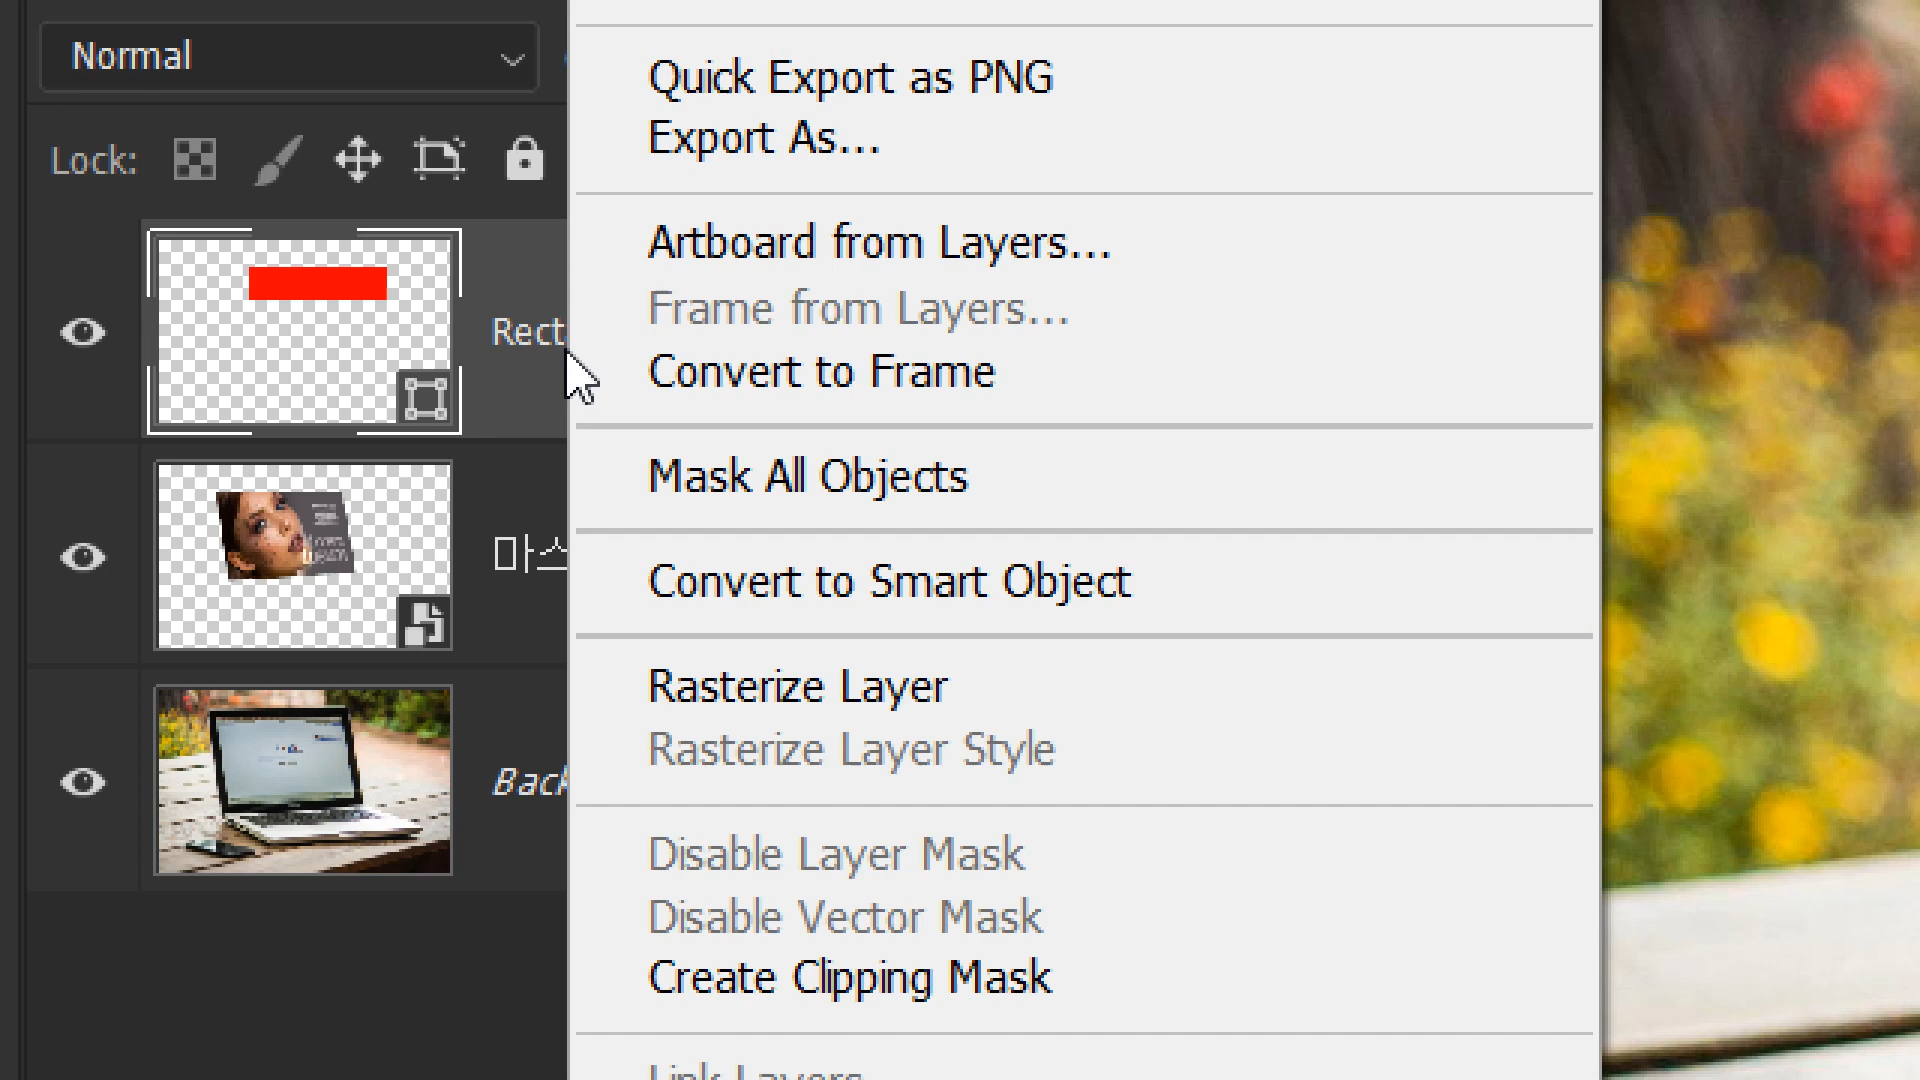 Normal
Lock:
Quick Export as PNG
Export As...
Artboard from Layers...
Frame from Layers...
Rect
Convert to Frame
Mask All Objects
마스
Convert to Smart Object
Rasterize Layer
Rasterize Layer Style
Back
Disable Layer Mask
Disable Vector Mask
Create Clipping Mask
Link Layers